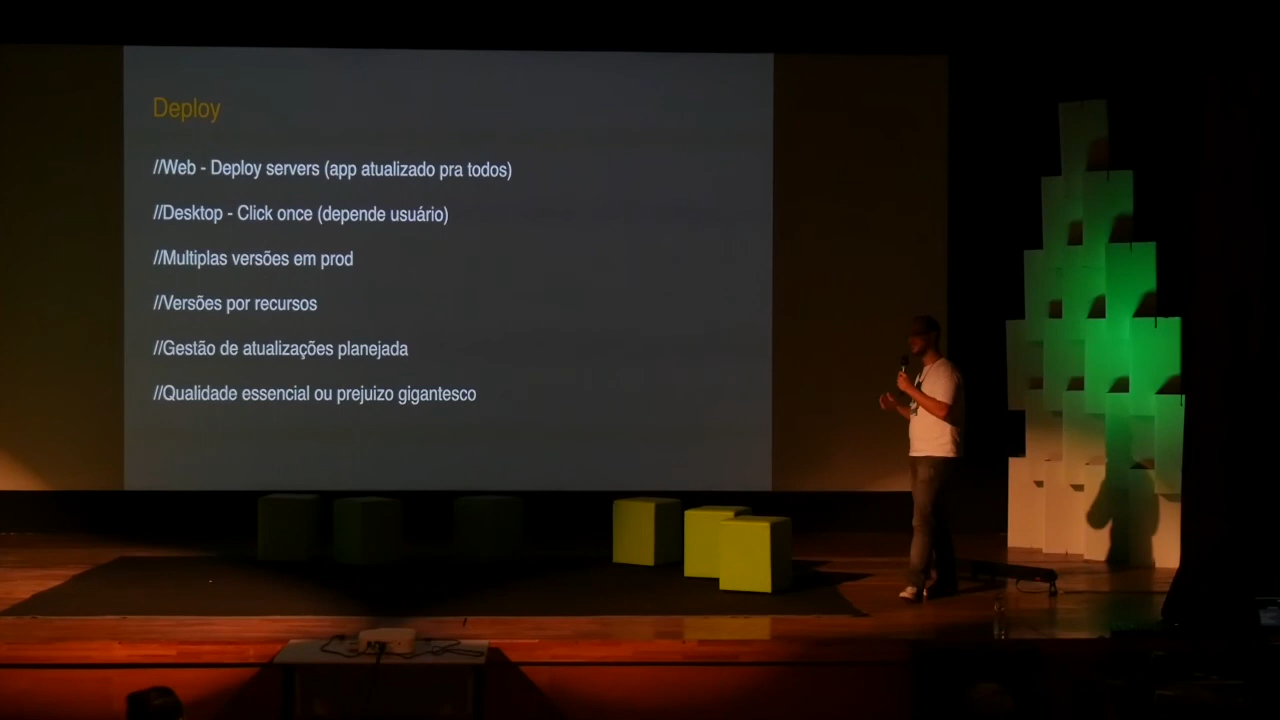 Deploy
//Web - Deploy servers (app atualizado pra todos)
//Desktop - Click once (depende usuário)
//Multiplas versões em prod
//Versões por recursos
//Gestão de atualizações planejada
//Qualidade essencial ou prejuizo gigantesco